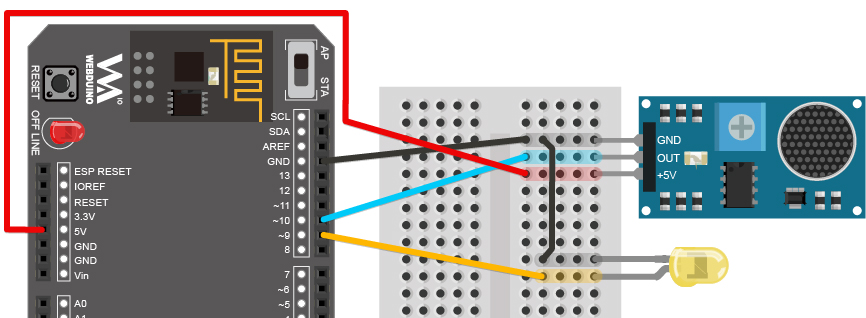 AP
STA
WEBDUINO
IO
RESET
OFF LINE
SCL
SDA
AREF
GND
13
12
~11
~10
~9
8
7
~6
~5
ESP RESET
IOREF
RESET
3.3V
5V
GND
GND
Vin
A0
GND
OUT
+5V